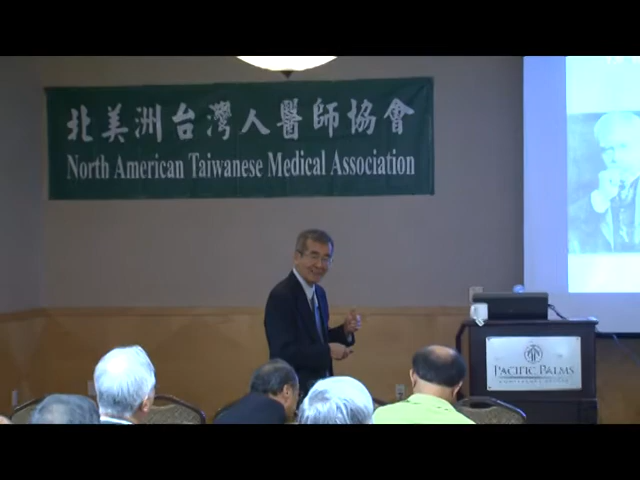 北美洲台灣人醫師協會
North American Taiwanese Medical Association
PACIFIC PALMS